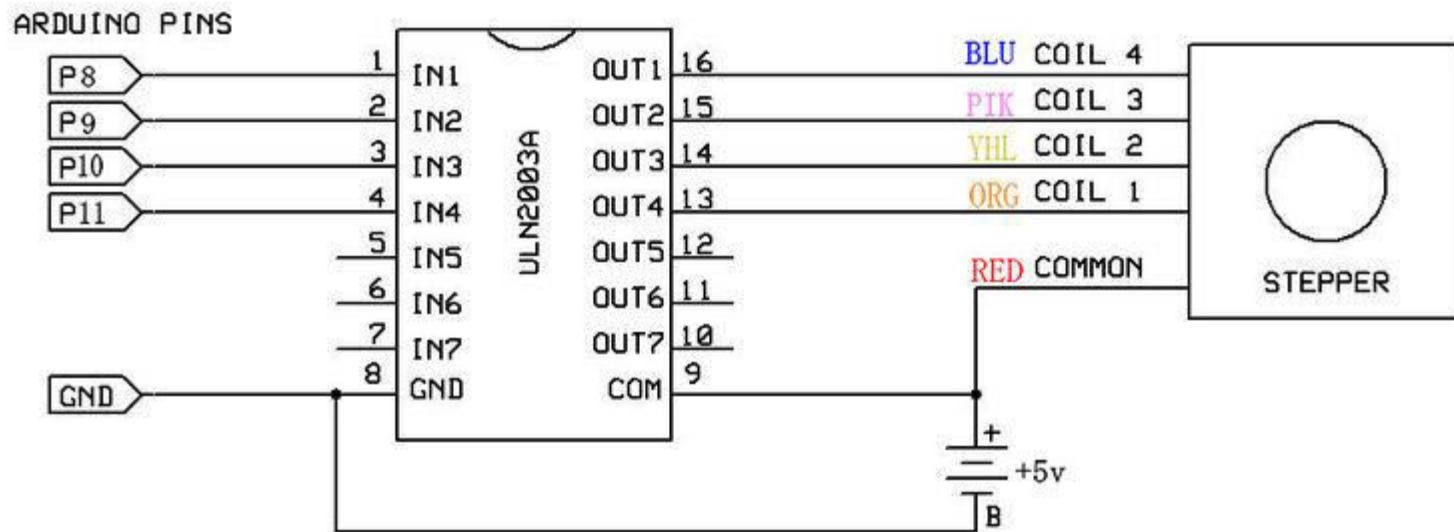 ARDUINO PINS
P8
P9
P10
P11
GND
1
2
3
4
5
6
7
8
IN1
IN2
IN3
IN4
IN5
IN6
IN7
GND
ULN2003A
OUT1
OUT2
OUT3
OUT4
OUT5
OUT6
OUT7
COM
16
15
14
13
12
11
10
9
BLU COIL 4
PIK COIL 3
YHL COIL 2
ORG COIL 1
RED COMMON
STEPPER
+
+5v
B